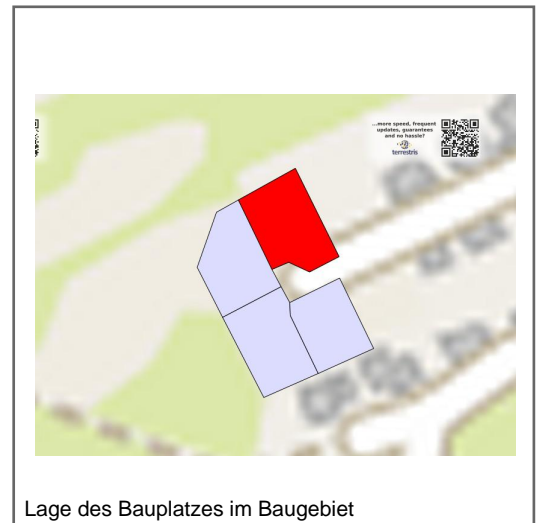 ...more speed, frequent
updates, guarantees
and no hassle?
terrestris
Lage des Bauplatzes im Baugebiet